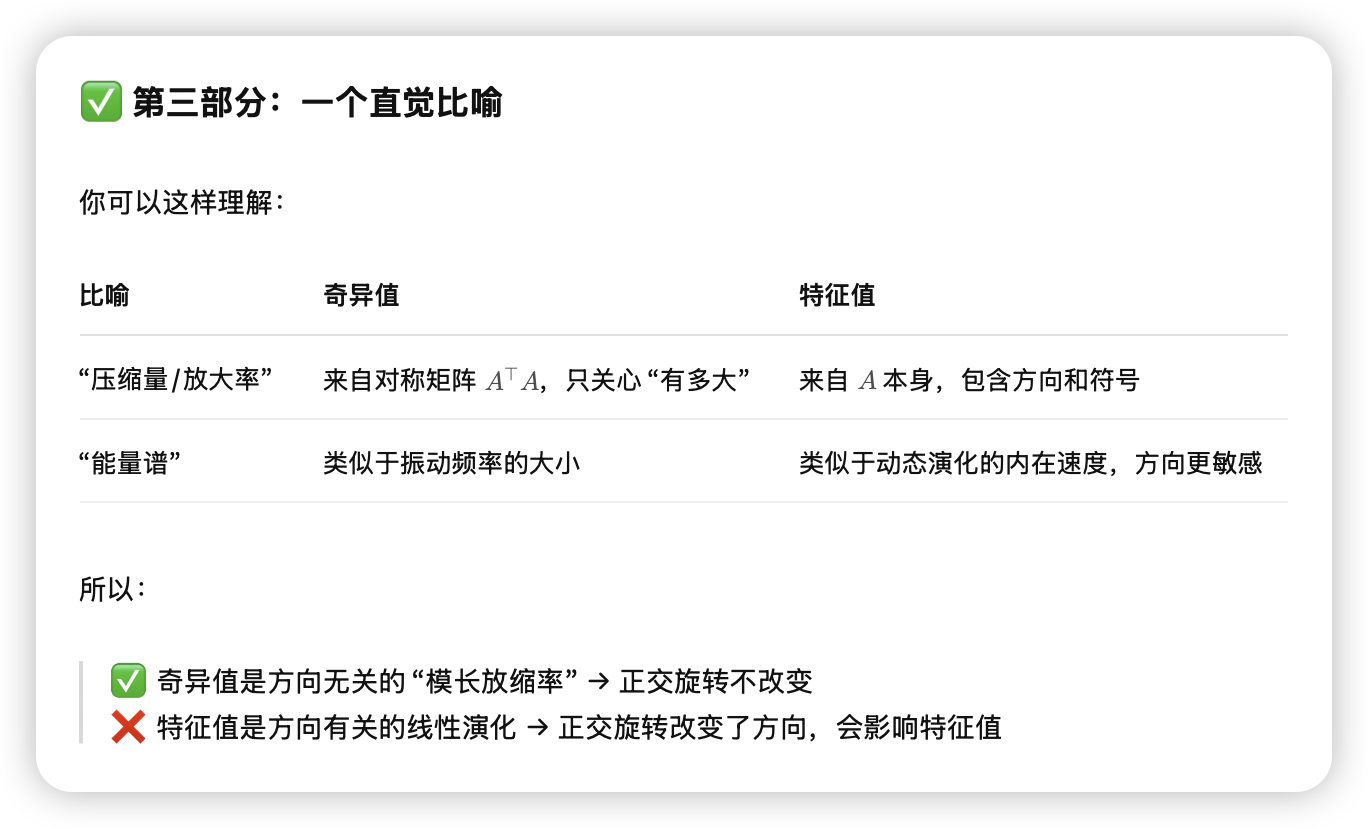 ✅ 第三部分：一个直觉比喻
你可以这样理解：
比喻 奇异值 特征值
“压缩量/放大率” 来自对称矩阵 A⊤A，只关心“有多大” 来自 A 本身，包含方向和符号
“能量谱” 类似于振动频率的大小 类似于动态演化的内在速度，方向更敏感
所以：
✅ 奇异值是方向无关的“模长放缩率” → 正交旋转不改变
❌ 特征值是方向有关的线性演化 → 正交旋转改变了方向，会影响特征值